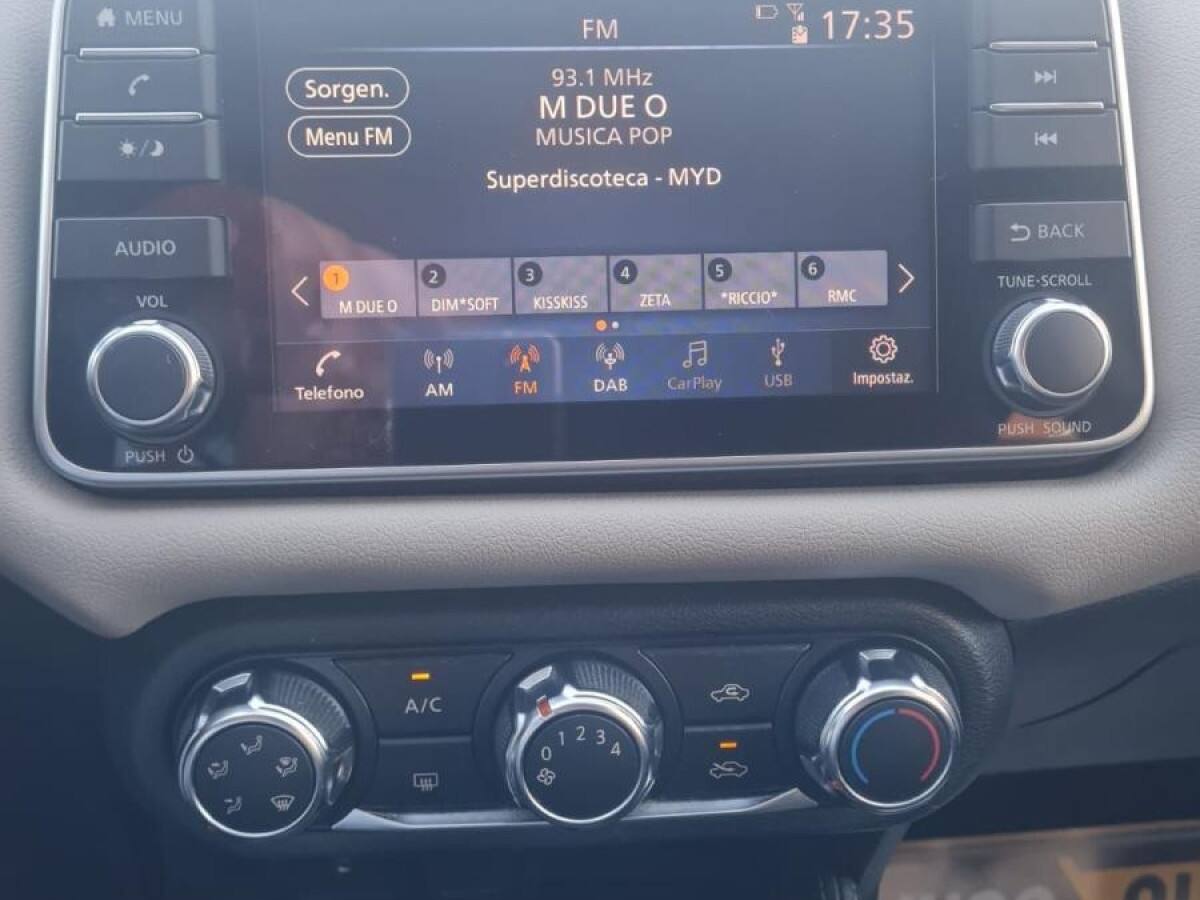 MENU
FM
17:35
Sorgen.
93.1 MHz
M DUE O
Menu FM
MUSICA POP
Superdiscoteca - MYD
AUDIO
BACK
VOL
TUNE·SCROLL
1
2
3
4
5
6
M DUE O
DIM*SOFT
KISSKISS
ZETA
*RICCIO*
RMC
Telefono
AM
FM
DAB
CarPlay
USB
Impostaz.
PUSH
PUSH SOUND
A/C
0 1 2 3 4